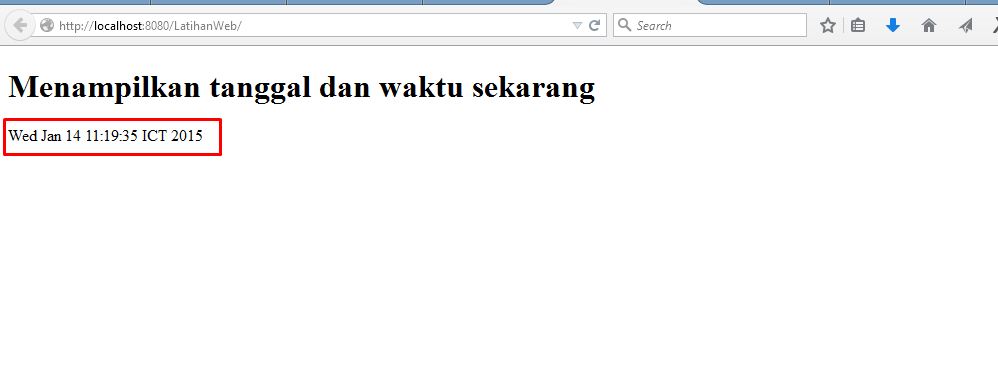 http://localhost:8080/LatihanWeb/
Search
Menampilkan tanggal dan waktu sekarang
Wed Jan 14 11:19:35 ICT 2015